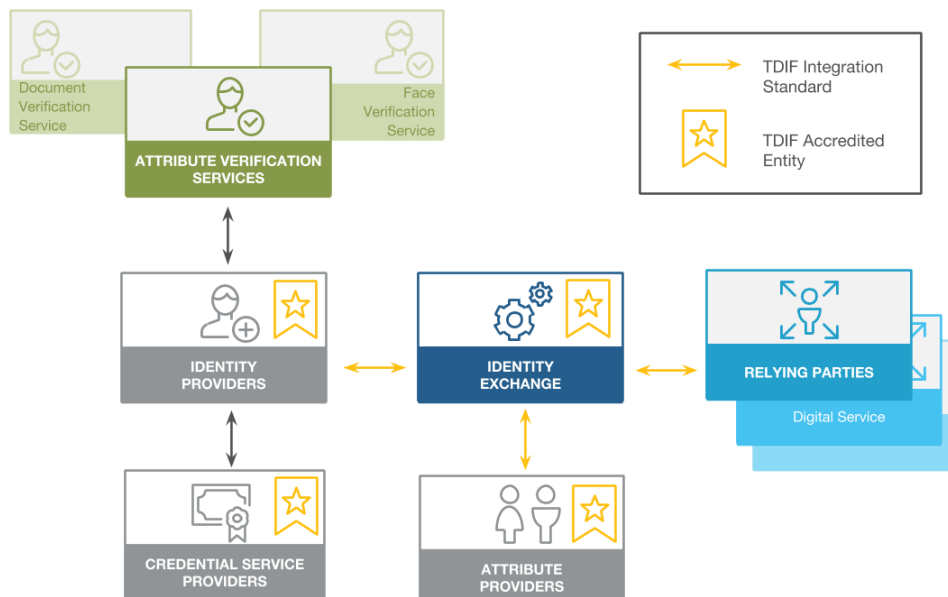 Document
Verification
Service
Face
Verification
Service
ATTRIBUTE VERIFICATION
SERVICES
TDIF Integration
Standard
TDIF Accredited
Entity
IDENTITY
PROVIDERS
IDENTITY
EXCHANGE
RELYING PARTIES
Digital Service
CREDENTIAL SERVICE
PROVIDERS
ATTRIBUTE
PROVIDERS